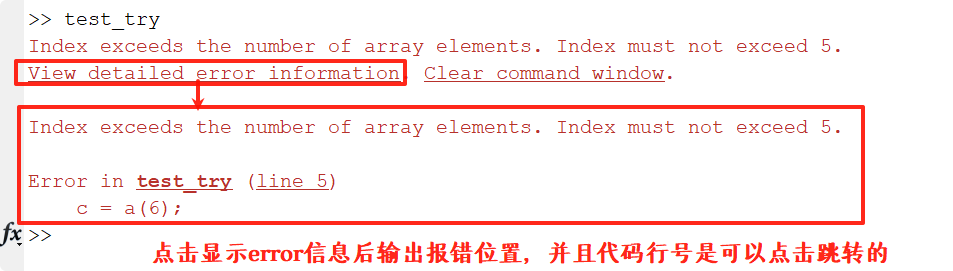 >> test_try
Index exceeds the number of array elements. Index must not exceed 5.
View detailed error information. Clear command window.
Index exceeds the number of array elements. Index must not exceed 5.
Error in test_try (line 5)
c = a(6);
fx >>
点击显示error信息后输出报错位置，并且代码行号是可以点击跳转的